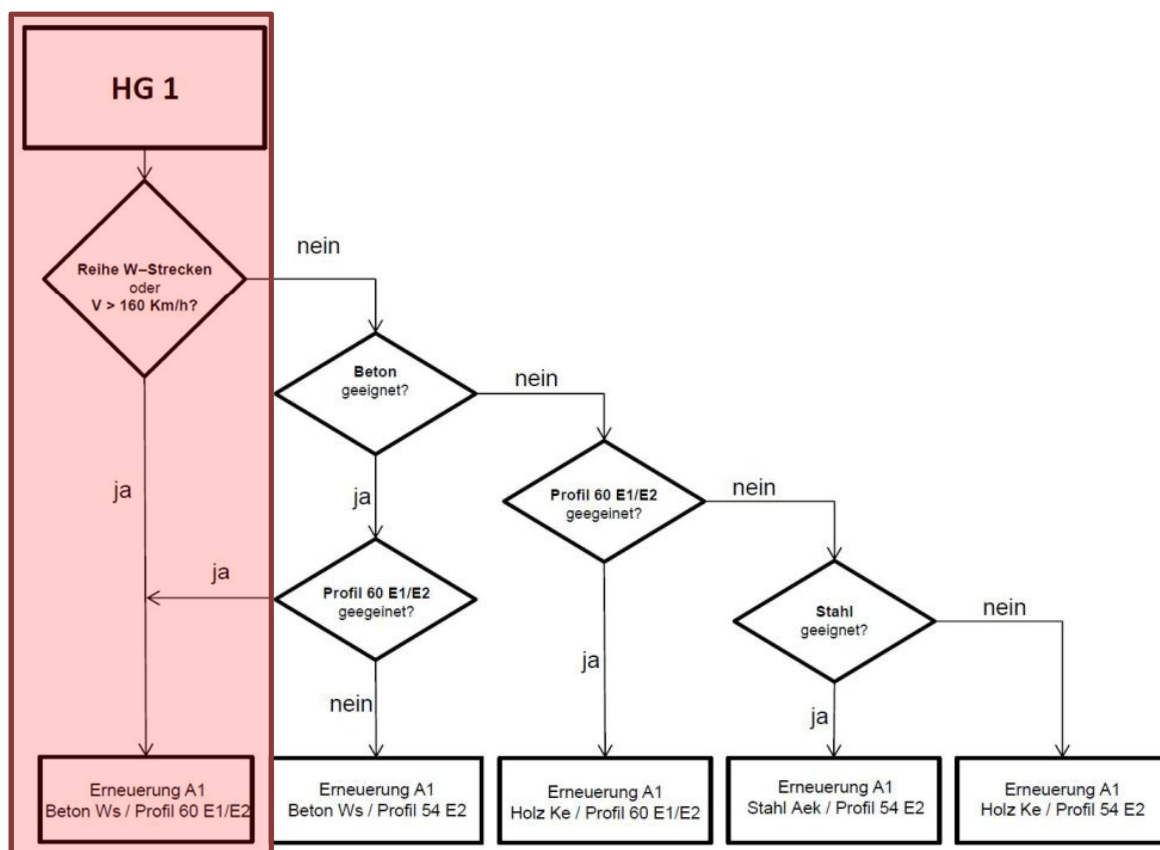 HG 1
nein
Reihe W–Strecken
oder
V > 160 Km/h?
Beton
geeignet?
nein
ja
ja
Profil 60 E1/E2
geegeinet?
nein
ja
Profil 60 E1/E2
geegeinet?
Stahl
geeignet?
nein
ja
nein
ja
Erneuerung A1
Beton Ws / Profil 60 E1/E2
Erneuerung A1
Beton Ws / Profil 54 E2
Erneuerung A1
Holz Ke / Profil 60 E1/E2
Erneuerung A1
Stahl Aek / Profil 54 E2
Erneuerung A1
Holz Ke / Profil 54 E2